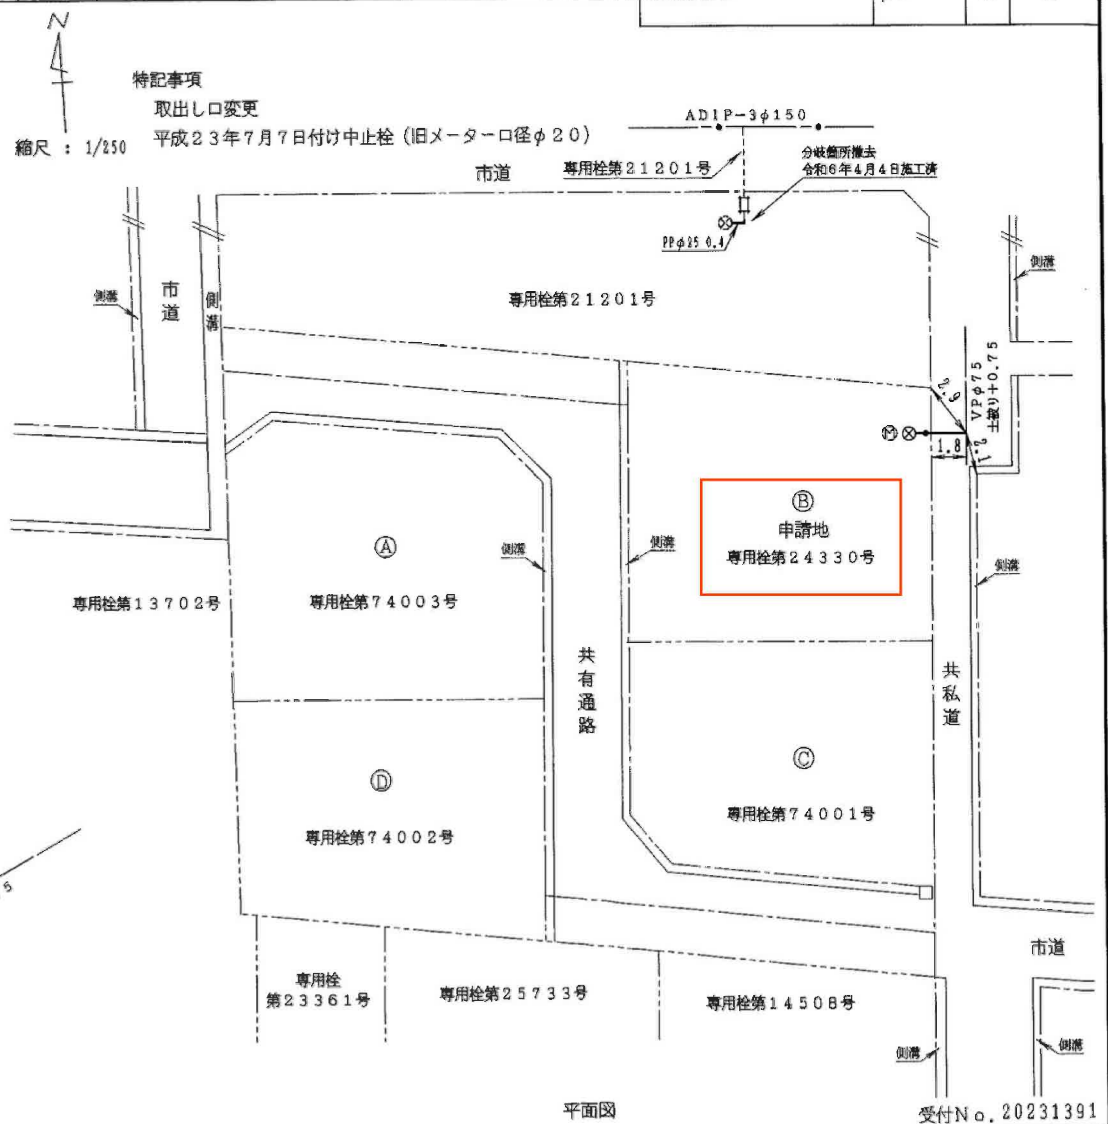 N
縮尺 : 1/250
特記事項
取出し口変更
平成23年7月7日付け中止栓(旧メーター口径φ20)
ADIP-3φ150
市道
専用栓第21201号
分岐箇所撤去
令和6年4月4日施工済
PPφ25 0.4
側溝
市道
側溝
専用栓第21201号
側溝
2.9
VPφ75
土被り+0.75
M
1.8
2.1
B
申請地
専用栓第24330号
A
側溝
側溝
側溝
専用栓第13702号
専用栓第74003号
共有通路
共私道
C
D
専用栓第74001号
専用栓第74002号
市道
専用栓
第23361号
専用栓第25733号
専用栓第14508号
側溝
側溝
平面図
受付No. 20231391